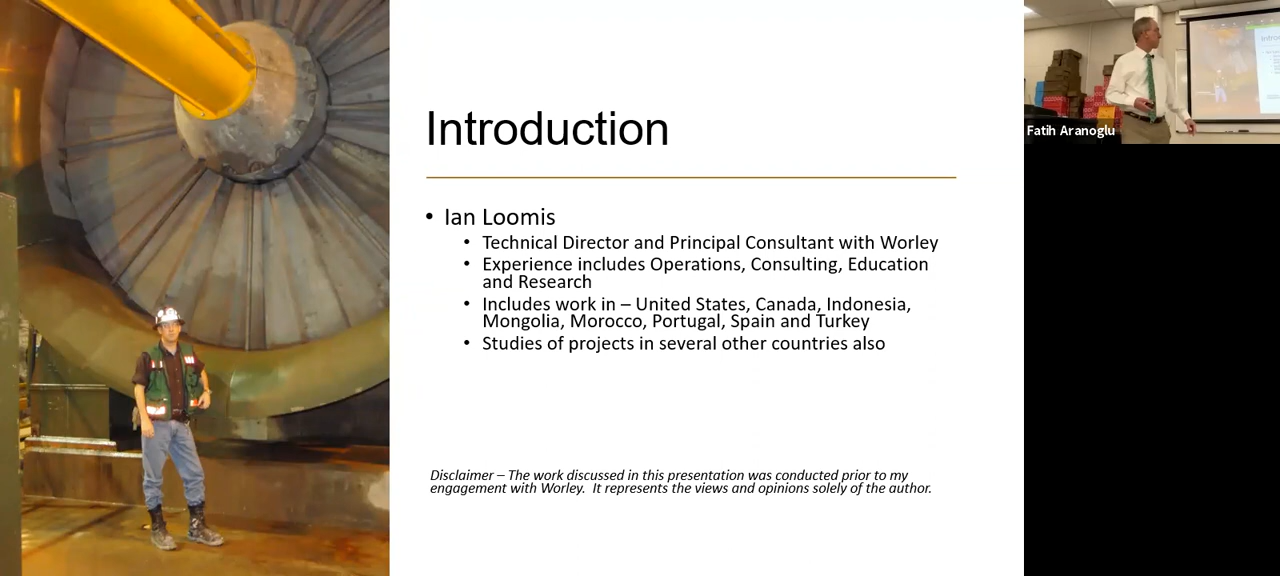 Introduction
• Ian Loomis
• Technical Director and Principal Consultant with Worley
• Experience includes Operations, Consulting, Education
and Research
• Includes work in – United States, Canada, Indonesia,
Mongolia, Morocco, Portugal, Spain and Turkey
• Studies of projects in several other countries also
Disclaimer – The work discussed in this presentation was conducted prior to my
engagement with Worley.  It represents the views and opinions solely of the author.
Fatih Aranoglu